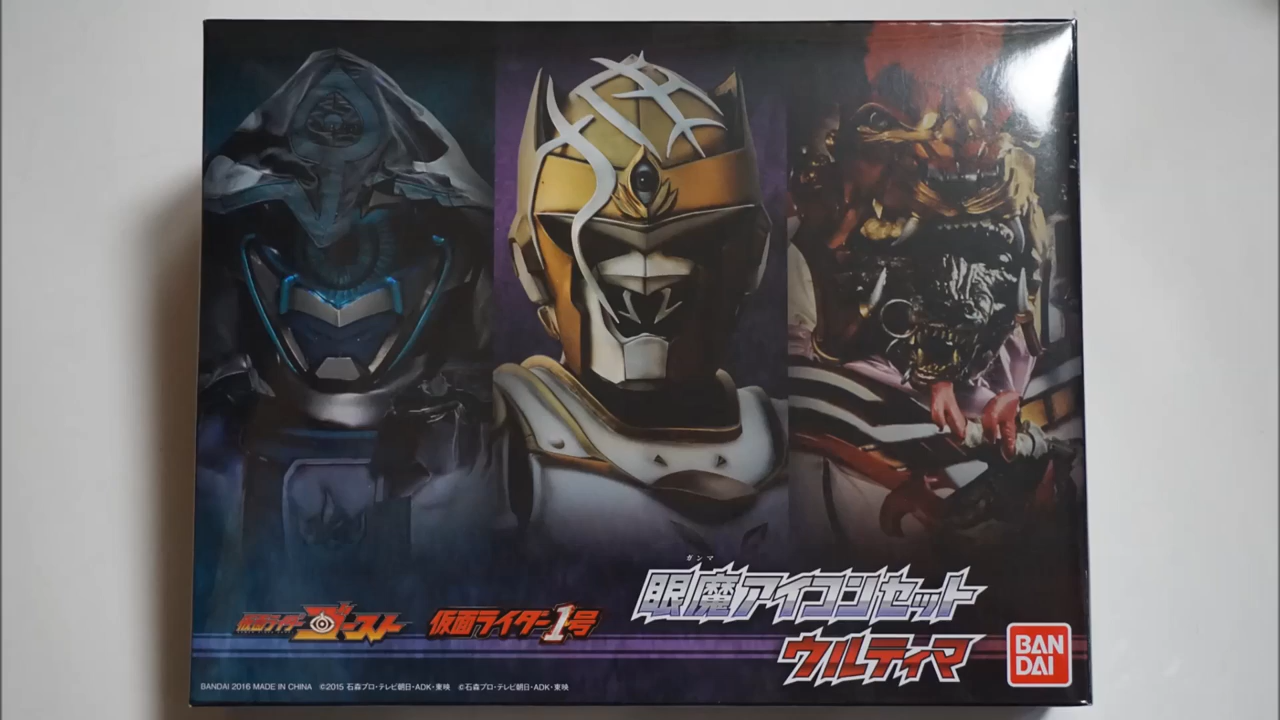 ガンマ
眼魔アイコンセット
ウルティマ
仮面ライダーゴースト
仮面ライダー1号
BAN
DAI
BANDAI 2016 MADE IN CHINA ©2015 石森プロ・テレビ朝日・ADK・東映 ©石森プロ・テレビ朝日・ADK・東映